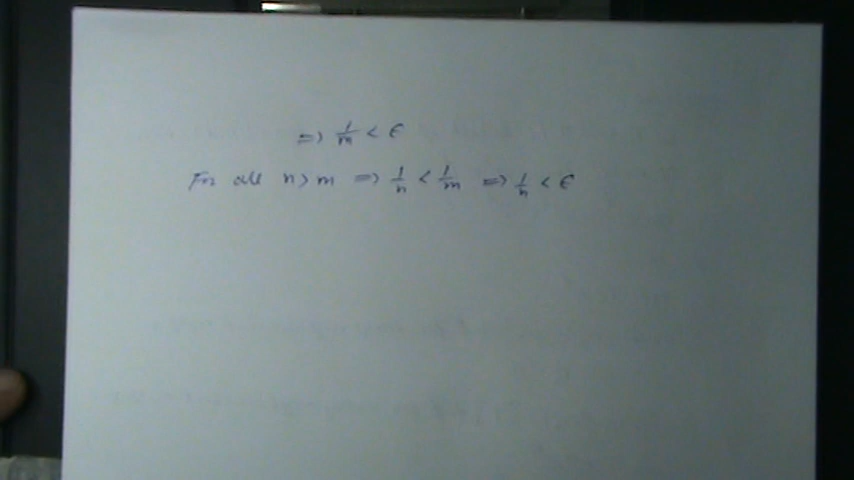 => 1/m < ϵ
For all n > m => 1/n < 1/m => 1/n < ϵ